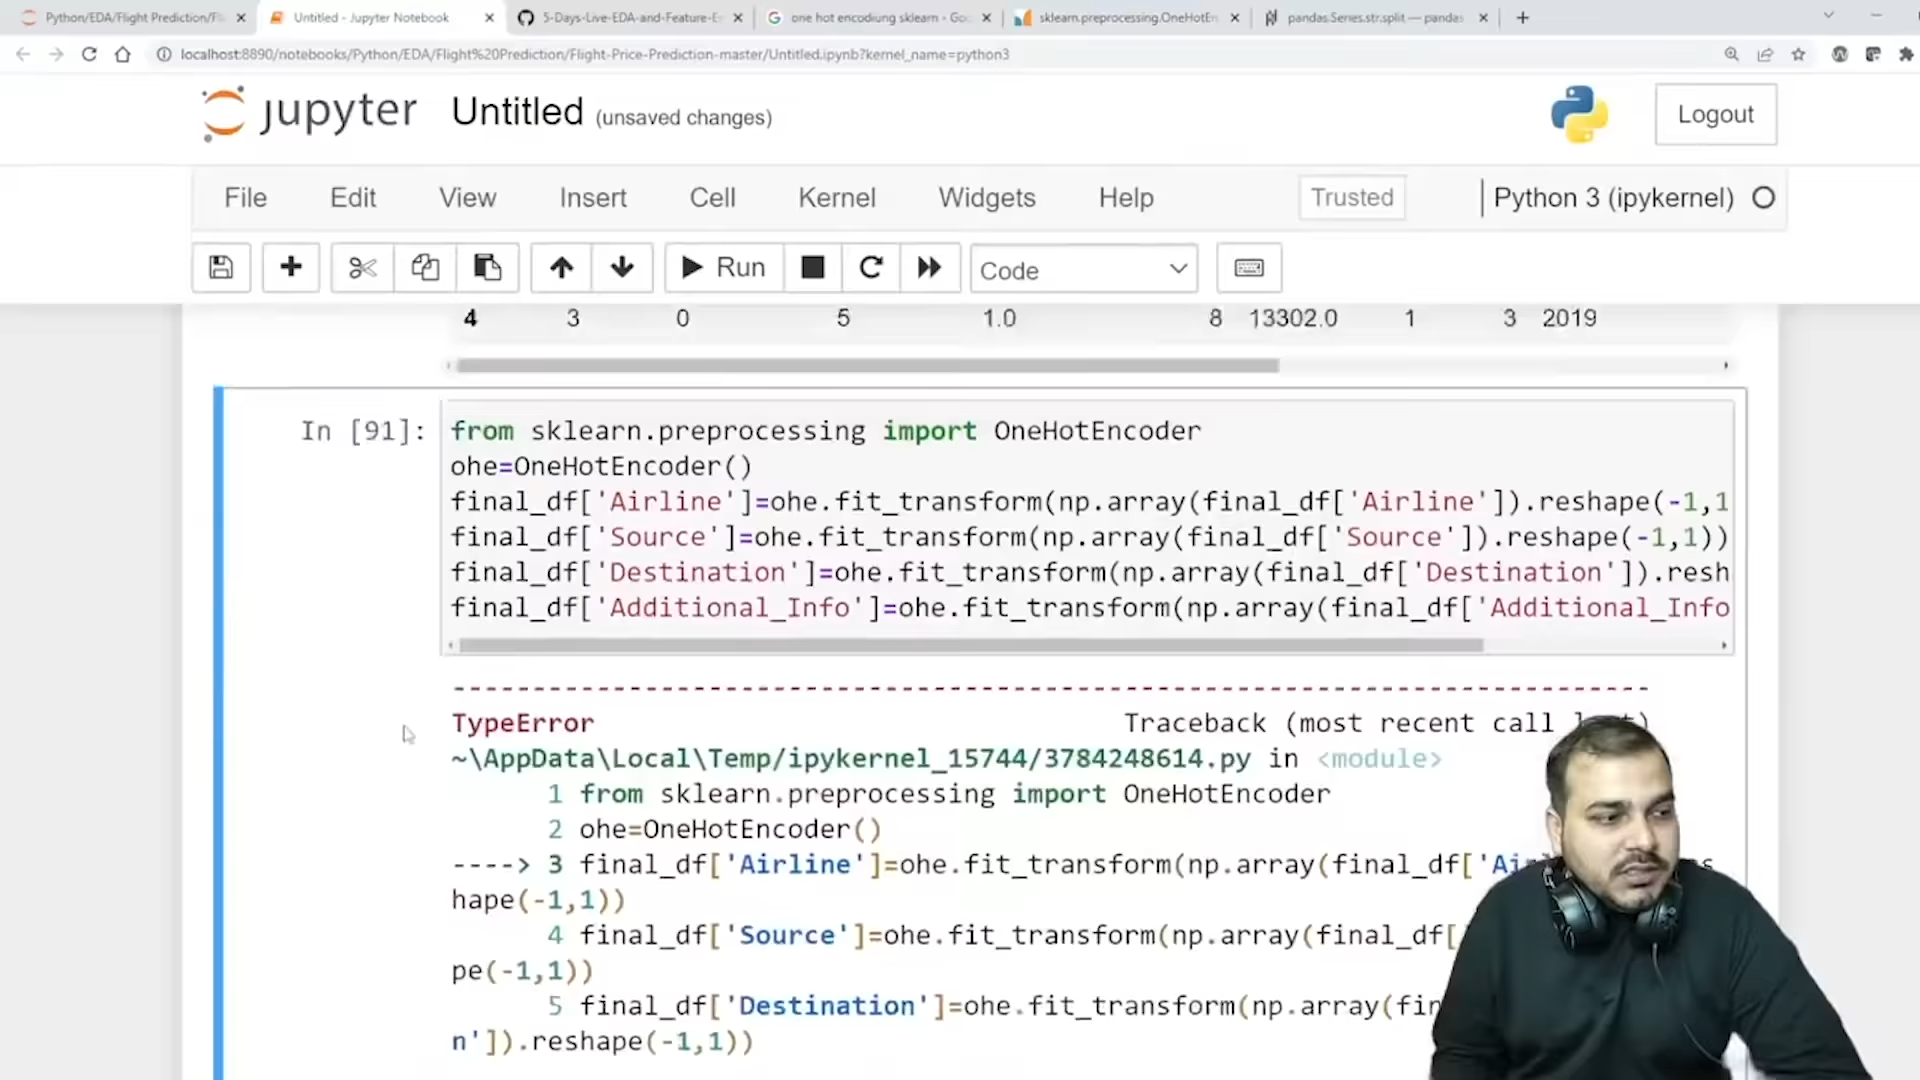 Python/EDA/Flight Prediction/Fl
Untitled - Jupyter Notebook
5-Days-Live-EDA-and-Feature-E
one hot encodiung sklearn - Goo
sklearn.preprocessing.OneHotEn
pandas.Series.str.split — pandas
localhost:8890/notebooks/Python/EDA/Flight%20Prediction/Flight-Price-Prediction-master/Untitled.ipynb?kernel_name=python3
jupyter Untitled (unsaved changes)
Logout
File Edit View Insert Cell Kernel Widgets Help Trusted Python 3 (ipykernel)
Run Code
4 3 0 5 1.0 8 13302.0 1 3 2019
In [91]: from sklearn.preprocessing import OneHotEncoder
ohe=OneHotEncoder()
final_df['Airline']=ohe.fit_transform(np.array(final_df['Airline']).reshape(-1,1
final_df['Source']=ohe.fit_transform(np.array(final_df['Source']).reshape(-1,1))
final_df['Destination']=ohe.fit_transform(np.array(final_df['Destination']).resh
final_df['Additional_Info']=ohe.fit_transform(np.array(final_df['Additional_Info
TypeError Traceback (most recent call last)
~\AppData\Local\Temp/ipykernel_15744/3784248614.py in <module>
1 from sklearn.preprocessing import OneHotEncoder
2 ohe=OneHotEncoder()
----> 3 final_df['Airline']=ohe.fit_transform(np.array(final_df['Ai
hape(-1,1))
4 final_df['Source']=ohe.fit_transform(np.array(final_df[
pe(-1,1))
5 final_df['Destination']=ohe.fit_transform(np.array(fin
n']).reshape(-1,1))